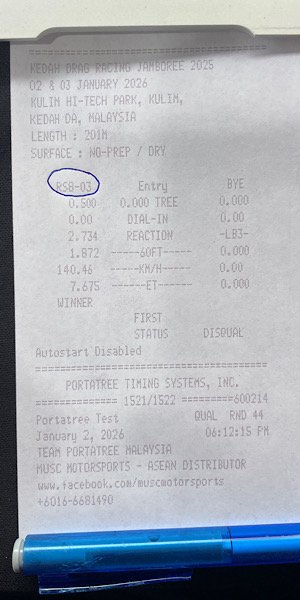 ==============================================
KEDAH DRAG RACING JAMBOREE 2025
02 & 03 JANUARY 2026
KULIM HI-TECH PARK, KULIM,
KEDAH DA, MALAYSIA
LENGTH : 201M
SURFACE : NO-PREP / DRY
RSB-03 Entry BYE
0.500 0.000 TREE 0.000
0.00 DIAL-IN 0.00
2.734 REACTION -LB3-
1.872 -----60FT----- 0.000
140.46 -----KM/H----- 0.00
7.675 ------ET------ 0.000
WINNER
FIRST
STATUS DISQUAL
Autostart Disabled
==============================================
PORTATREE TIMING SYSTEMS, INC.
============== 1521/1522 =========600214
Portatree Test QUAL RND 44
January 2, 2026 06:12:15 PM
TEAM PORTATREE MALAYSIA
MUSC MOTORSPORTS - ASEAN DISTRIBUTOR
www.facebook.com/muscmotorsports
+6016-6681490